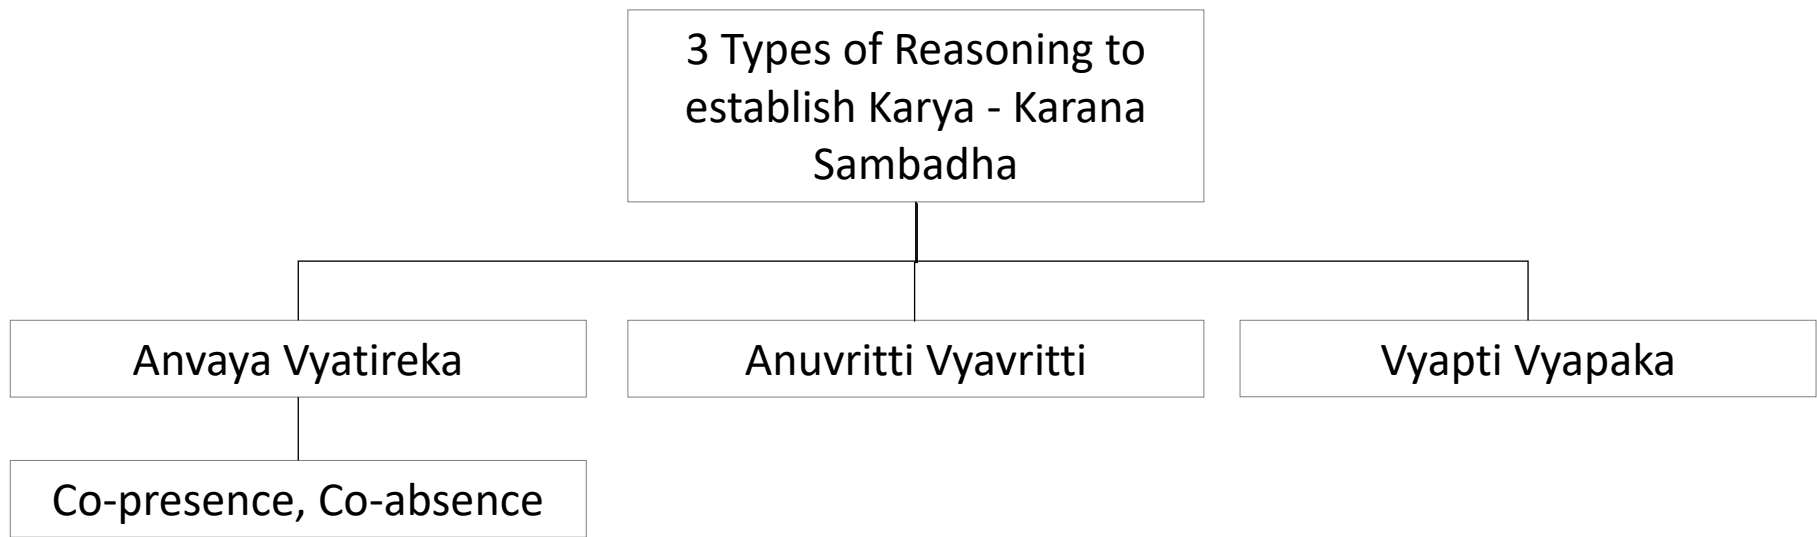 3 Types of Reasoning to
establish Karya - Karana
Sambadha
Anvaya Vyatireka
Anuvritti Vyavritti
Vyapti Vyapaka
Co-presence, Co-absence